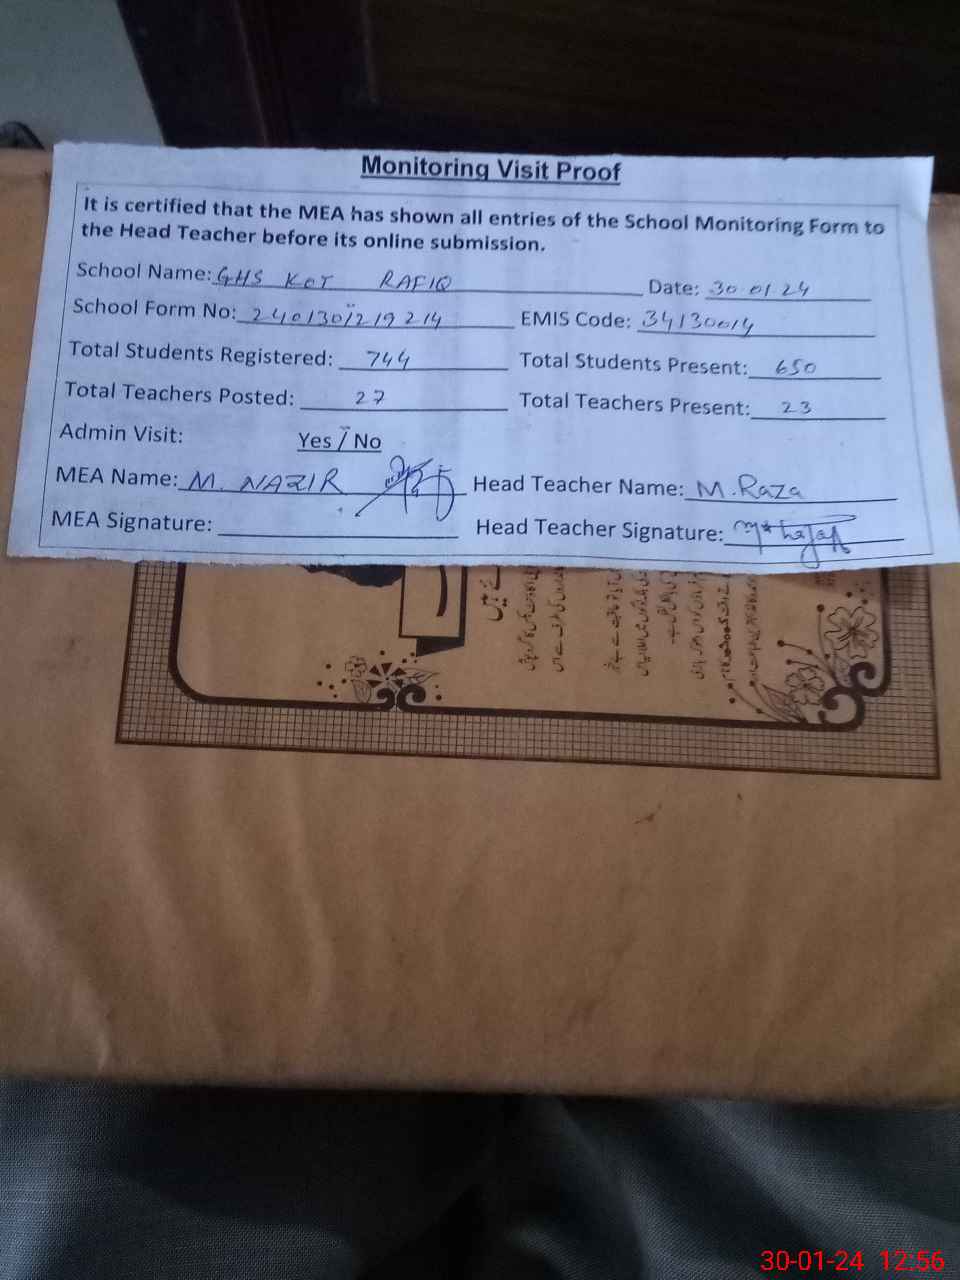 Monitoring Visit Proof
It is certified that the MEA has shown all entries of the School Monitoring Form to
the Head Teacher before its online submission.
School Name: GHS KOT RAFIQ Date: 30.01.24
School Form No: 2401301219214 EMIS Code: 34130014
Total Students Registered: 744 Total Students Present: 650
Total Teachers Posted: 27 Total Teachers Present: 23
Admin Visit: Yes / No
MEA Name: M. NAZIR Head Teacher Name: M.Raza
MEA Signature: Head Teacher Signature:
30-01-24 12:56